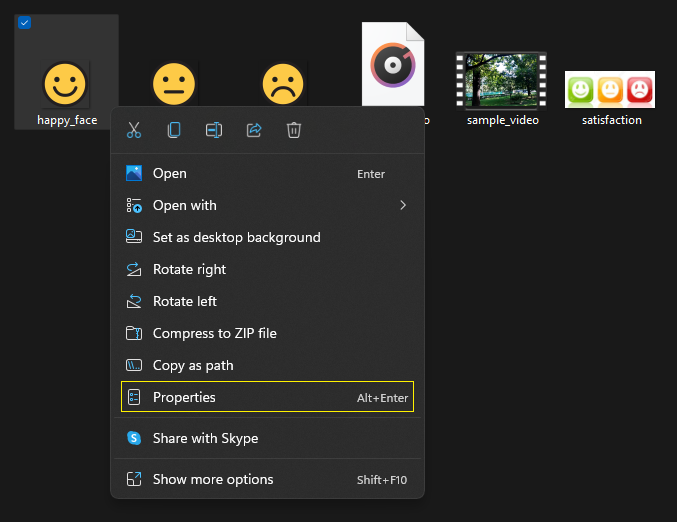 happy_face
sample_video
satisfaction
Open Enter
Open with
Set as desktop background
Rotate right
Rotate left
Compress to ZIP file
Copy as path
Properties Alt+Enter
Share with Skype
Show more options Shift+F10